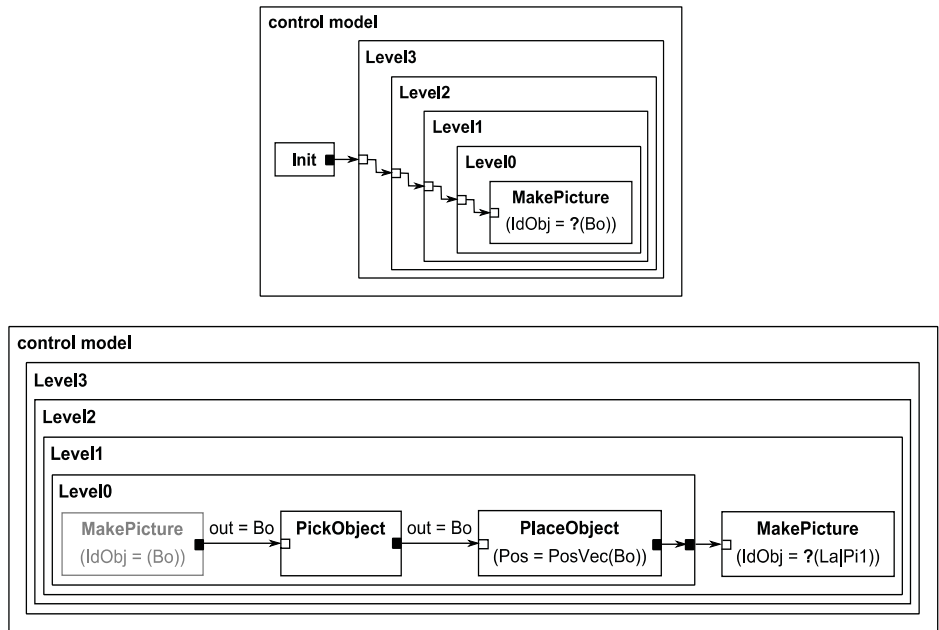 control model
Level3
Level2
Level1
Level0
Init
MakePicture
(IdObj = ?(Bo))
control model
Level3
Level2
Level1
Level0
MakePicture
(IdObj = (Bo))
out = Bo
PickObject
out = Bo
PlaceObject
(Pos = PosVec(Bo))
MakePicture
(IdObj = ?(La|Pi1))